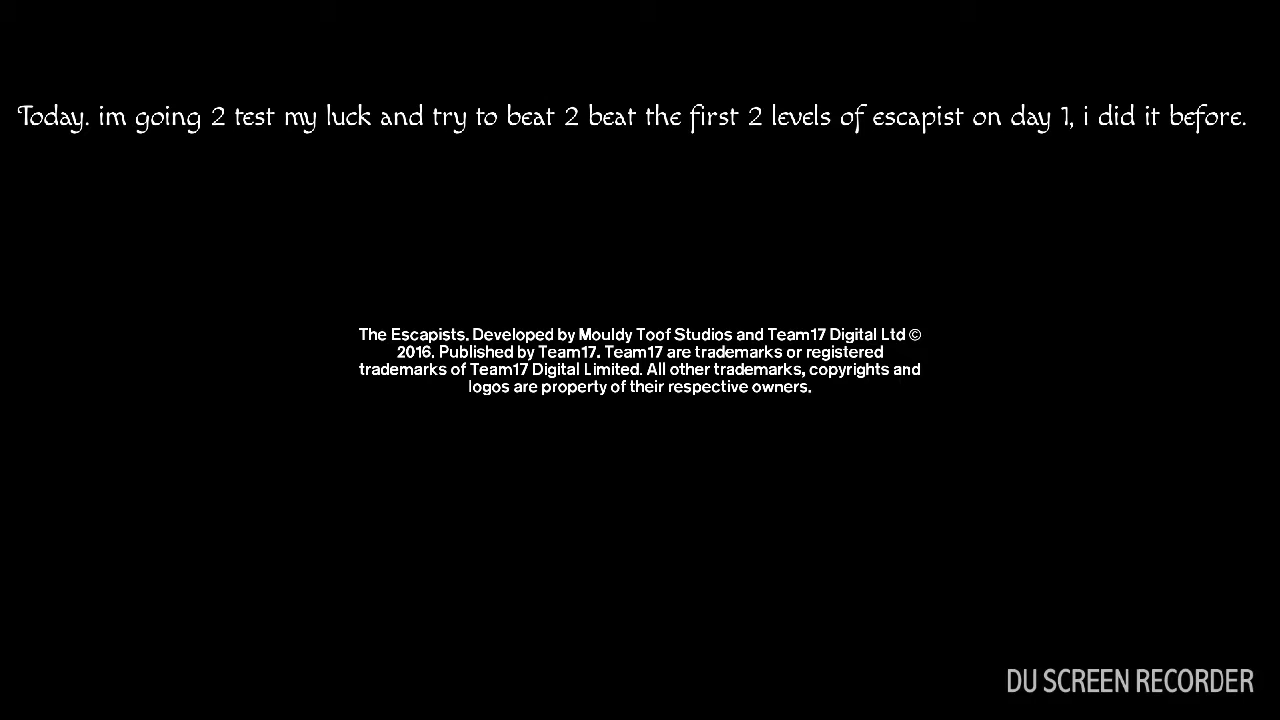 Today. im going 2 test my luck and try to beat 2 beat the first 2 levels of escapist on day 1, i did it before.
The Escapists. Developed by Mouldy Toof Studios and Team17 Digital Ltd ©
2016. Published by Team17. Team17 are trademarks or registered
trademarks of Team17 Digital Limited. All other trademarks, copyrights and
logos are property of their respective owners.
DU SCREEN RECORDER